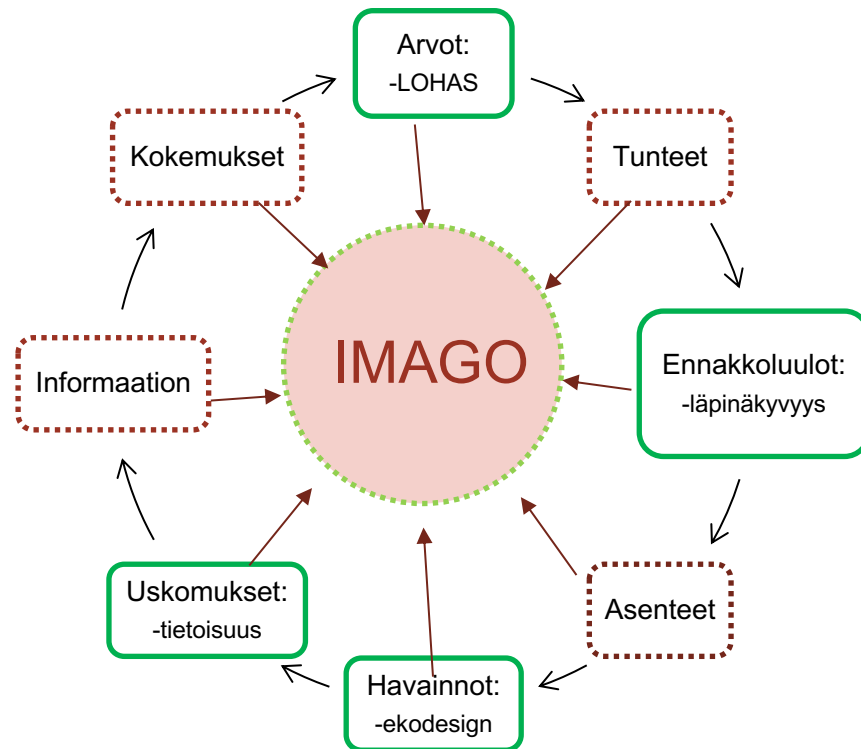 Arvot:
-LOHAS
Kokemukset
Tunteet
IMAGO
Ennakkoluulot:
-läpinäkyvyys
Informaation
Uskomukset:
-tietoisuus
Asenteet
Havainnot:
-ekodesign